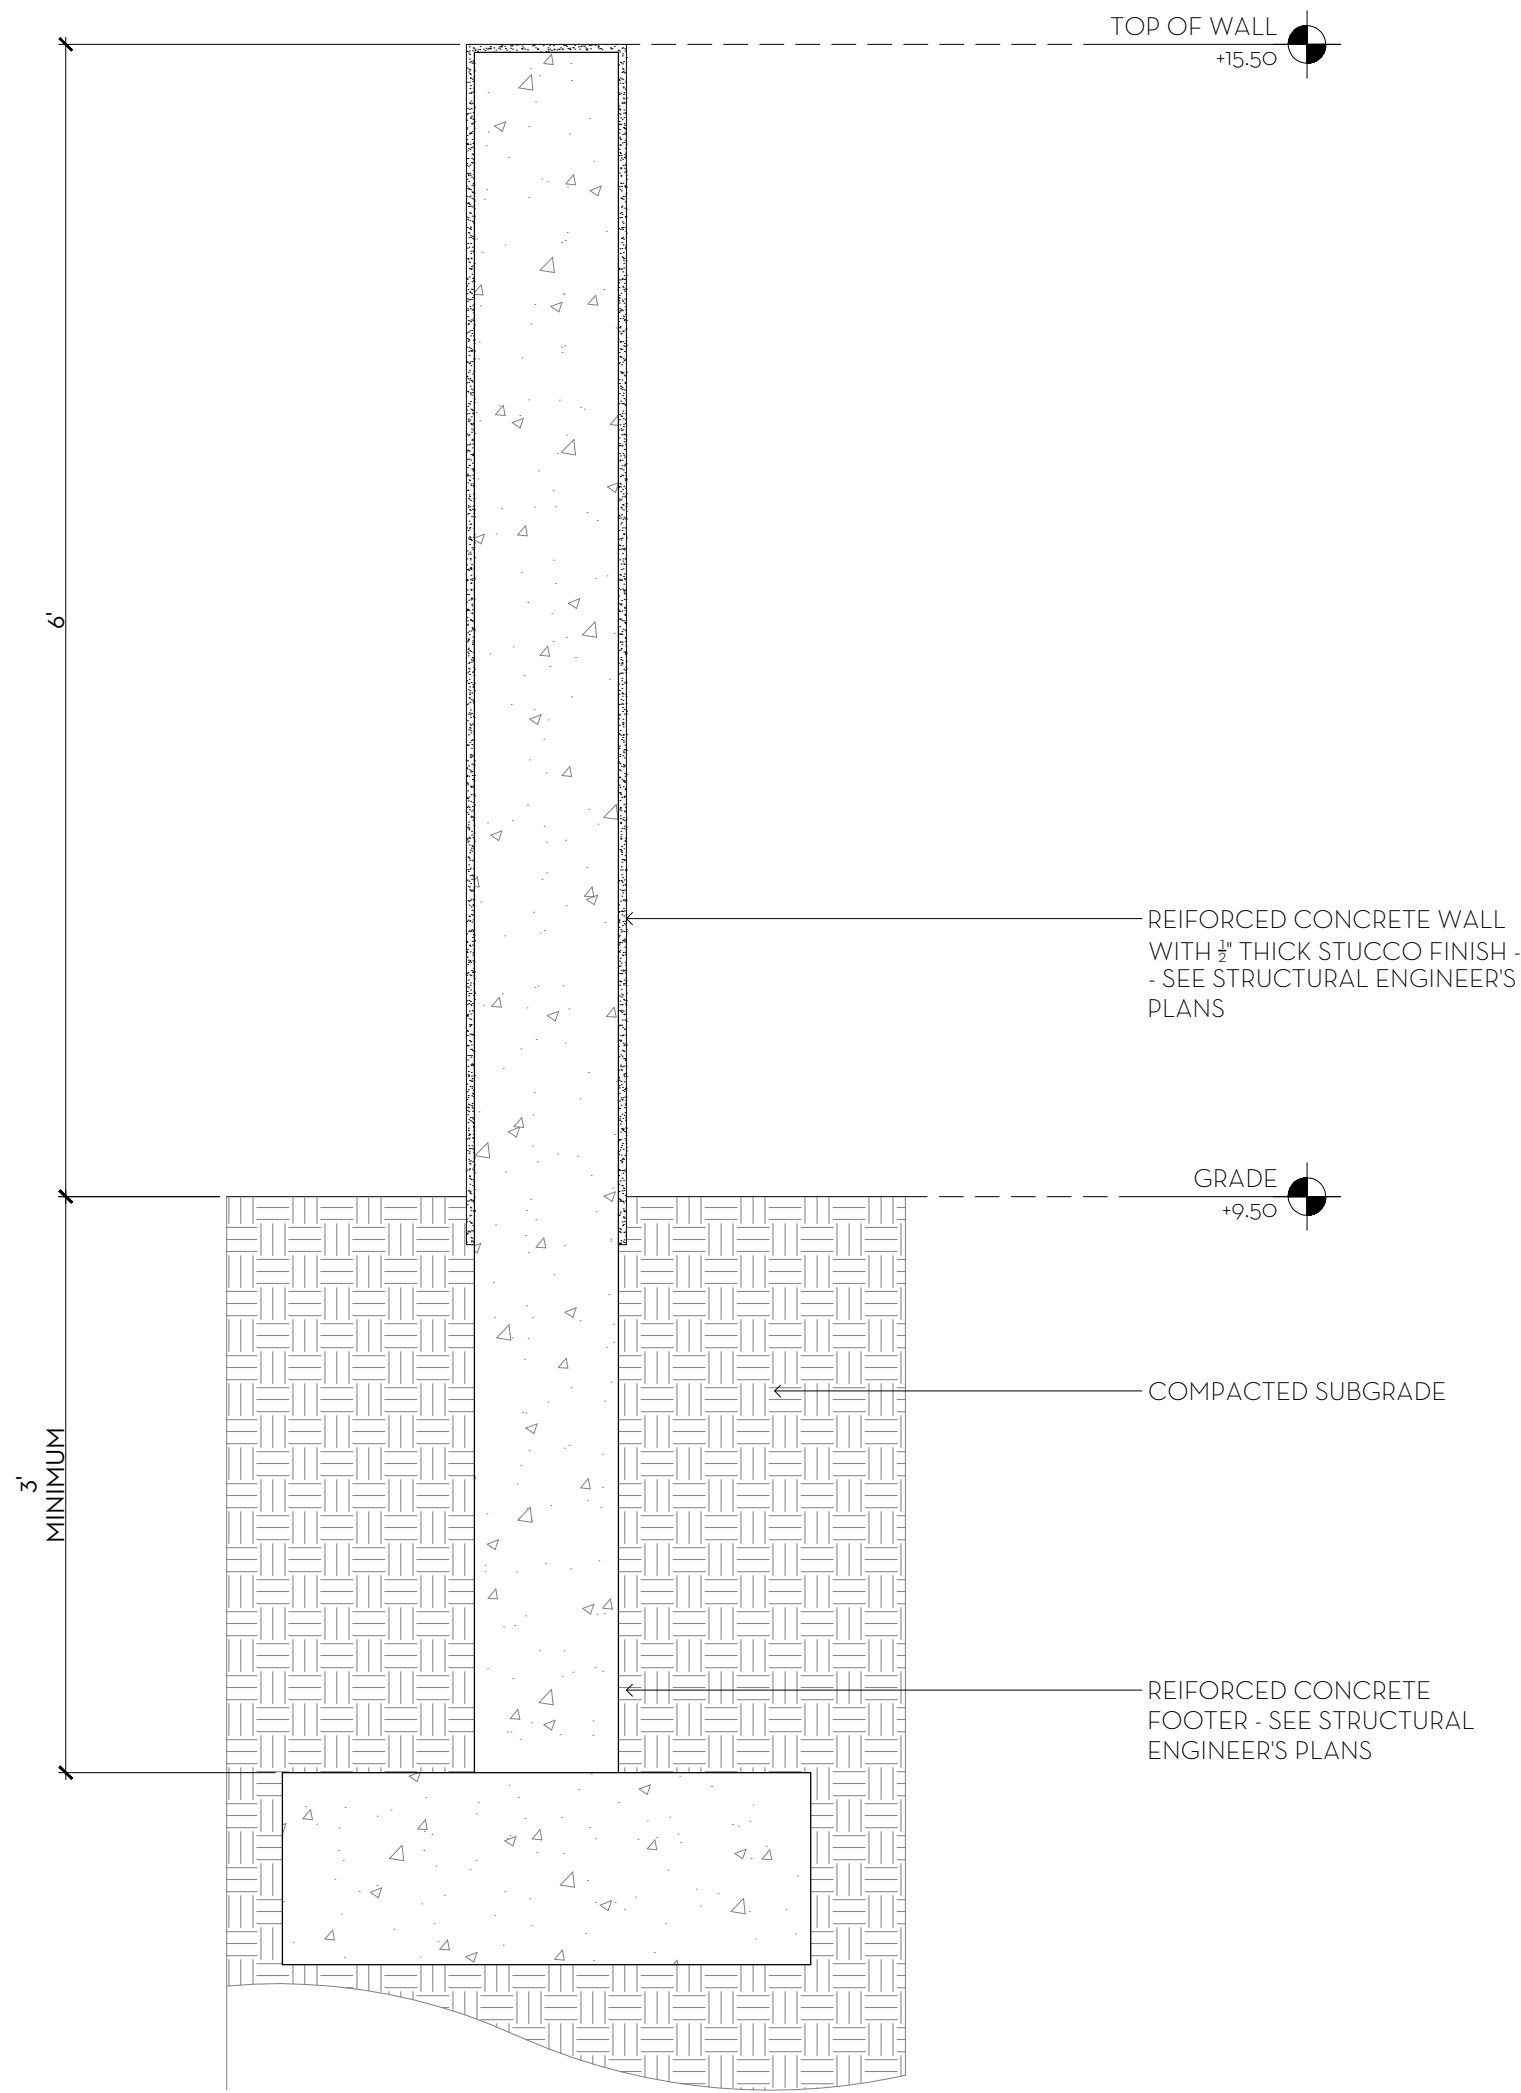 TOP OF WALL
+15.50
6'
REIFORCED CONCRETE WALL
WITH ½" THICK STUCCO FINISH -
- SEE STRUCTURAL ENGINEER'S
PLANS
GRADE
+9.50
COMPACTED SUBGRADE
3'
MINIMUM
REIFORCED CONCRETE
FOOTER - SEE STRUCTURAL
ENGINEER'S PLANS